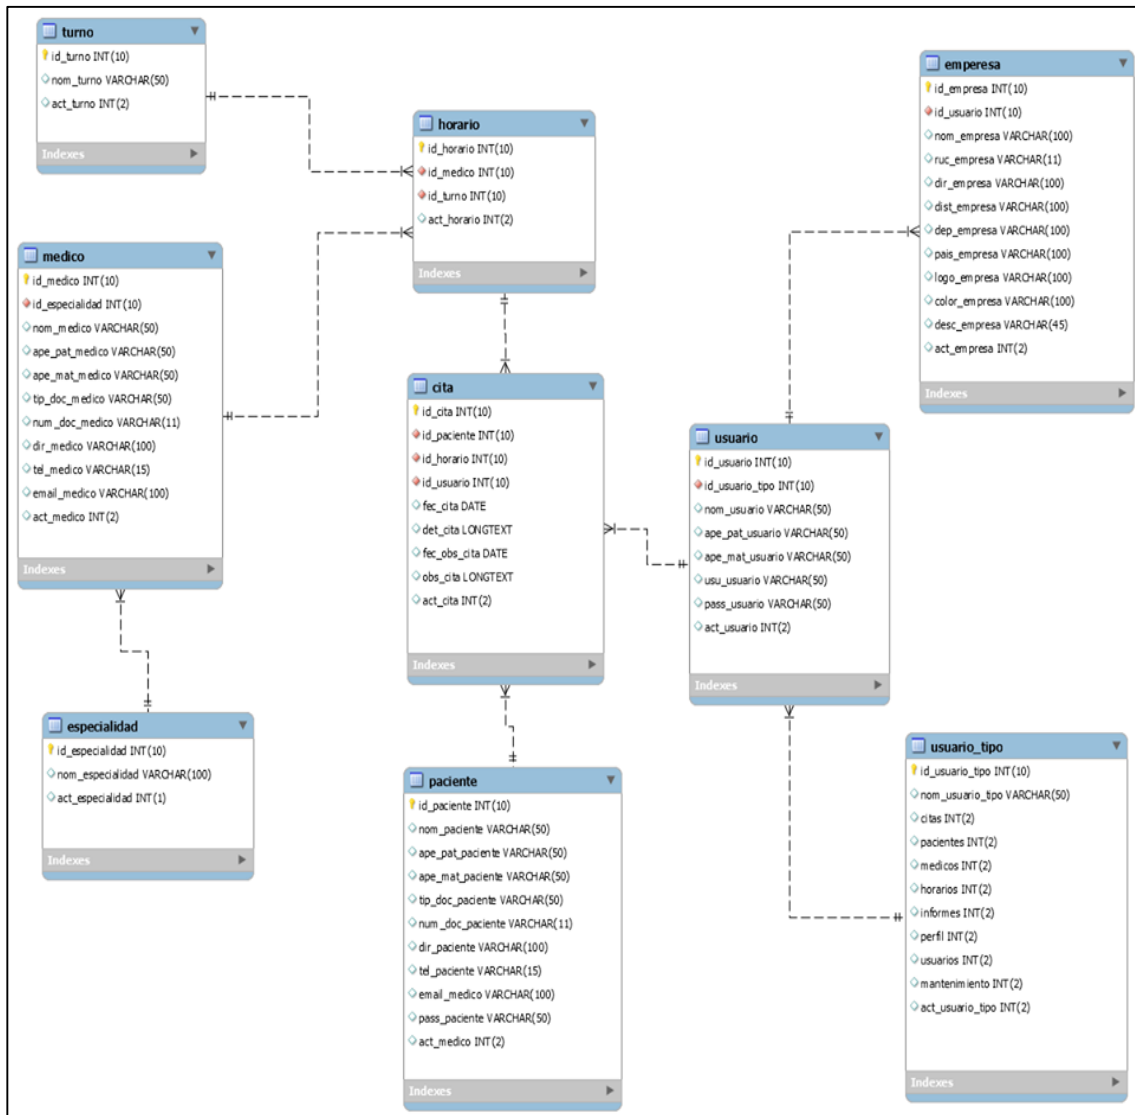 turno
id_turno INT(10)
nom_turno VARCHAR(50)
act_turno INT(2)
Indexes
horario
id_horario INT(10)
id_medico INT(10)
id_turno INT(10)
act_horario INT(2)
Indexes
emperesa
id_empresa INT(10)
id_usuario INT(10)
nom_empresa VARCHAR(100)
ruc_empresa VARCHAR(11)
dir_empresa VARCHAR(100)
dist_empresa VARCHAR(100)
dep_empresa VARCHAR(100)
pais_empresa VARCHAR(100)
logo_empresa VARCHAR(100)
color_empresa VARCHAR(100)
desc_empresa VARCHAR(45)
act_empresa INT(2)
Indexes
medico
id_medico INT(10)
id_especialidad INT(10)
nom_medico VARCHAR(50)
ape_pat_medico VARCHAR(50)
ape_mat_medico VARCHAR(50)
tip_doc_medico VARCHAR(50)
num_doc_medico VARCHAR(11)
dir_medico VARCHAR(100)
tel_medico VARCHAR(15)
email_medico VARCHAR(100)
act_medico INT(2)
Indexes
cita
id_cita INT(10)
id_paciente INT(10)
id_horario INT(10)
id_usuario INT(10)
fec_cita DATE
det_cita LONGTEXT
fec_obs_cita DATE
obs_cita LONGTEXT
act_cita INT(2)
Indexes
usuario
id_usuario INT(10)
id_usuario_tipo INT(10)
nom_usuario VARCHAR(50)
ape_pat_usuario VARCHAR(50)
ape_mat_usuario VARCHAR(50)
usu_usuario VARCHAR(50)
pass_usuario VARCHAR(50)
act_usuario INT(2)
Indexes
especialidad
id_especialidad INT(10)
nom_especialidad VARCHAR(100)
act_especialidad INT(1)
Indexes
paciente
id_paciente INT(10)
nom_paciente VARCHAR(50)
ape_pat_paciente VARCHAR(50)
ape_mat_paciente VARCHAR(50)
tip_doc_paciente VARCHAR(50)
num_doc_paciente VARCHAR(11)
dir_paciente VARCHAR(100)
tel_paciente VARCHAR(15)
email_medico VARCHAR(100)
pass_paciente VARCHAR(50)
act_medico INT(2)
Indexes
usuario_tipo
id_usuario_tipo INT(10)
nom_usuario_tipo VARCHAR(50)
citas INT(2)
pacientes INT(2)
medicos INT(2)
horarios INT(2)
informes INT(2)
perfil INT(2)
usuarios INT(2)
mantenimiento INT(2)
act_usuario_tipo INT(2)
Indexes